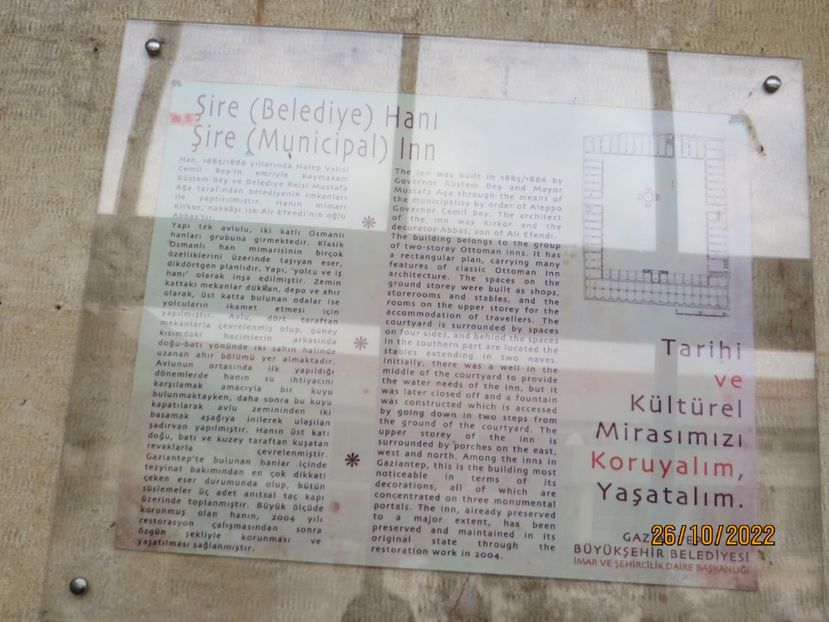 Şire (Belediye) Hanı
Şire (Municipal) Inn
Han, 1885/1886 yıllarında Halep Valisi
Cemil Bey'in emriyle Kaymakam
Rüstem Bey ve Belediye Reisi Mustafa
Ağa tarafından belediyenin imkanları
ile yaptırılmıştır. Hanın mimarı
Kirkor, nakkâşı ise Ali Efendi'nin oğlu
Abbas'tır.
Yapı tek avlulu, iki katlı Osmanlı
hanları grubuna girmektedir. Klasik
Osmanlı han mimarisinin birçok
özelliklerini üzerinde taşıyan eser,
dikdörtgen planlıdır. Yapı, 'yolcu ve iş
hanı' olarak inşa edilmiştir. Zemin
kattaki mekanlar dükkân, depo ve ahır
olarak, üst katta bulunan odalar ise
yolcuların ikamet etmesi için
yapılmıştır. Avlu, dört taraftan
mekanlarla çevrelenmiş olup, güney
kısımdaki hacimlerin arkasında
doğu-batı yönünde iki sahın halinde
uzanan ahır bölümü yer almaktadır.
Avlunun ortasında ilk yapıldığı
dönemlerde hanın su ihtiyacını
karşılamak amacıyla bir kuyu
bulunmaktayken, daha sonra bu kuyu
kapatılarak avlu zemininden iki
basamak aşağıya inilerek ulaşılan
şadırvan yapılmıştır. Hanın üst katı
doğu, batı ve kuzey taraftan kuşatan
revaklarla çevrelenmiştir.
Gaziantep'te bulunan hanlar içinde
tezyinat bakımından en çok dikkati
çeken eser durumunda olup, bütün
süslemeler üç adet anıtsal taç kapı
üzerinde toplanmıştır. Büyük ölçüde
korunmuş olan hanın, 2004 yılı
restorasyon çalışmasından sonra
özgün şekliyle korunması ve
yaşatılması sağlanmıştır.
The inn was built in 1885/1886 by
Governor Rüstem Bey and Mayor
Mustafa Ağa through the means of
the municipality by order of Aleppo
Governor Cemil Bey. The architect
of the inn was Kirkor and the
decorator Abbas, son of Ali Efendi.
The building belongs to the group
of two-storey Ottoman inns. It has
a rectangular plan, carrying many
features of classic Ottoman inn
architecture. The spaces on the
ground storey were built as shops,
storerooms and stables, and the
rooms on the upper storey for the
accommodation of travellers. The
courtyard is surrounded by spaces
on four sides, and behind the spaces
in the southern part are located the
stables extending in two naves.
Initially, there was a well in the
middle of the courtyard to provide
the water needs of the inn, but it
was later closed off and a fountain
was constructed which is accessed
by going down in two steps from
the ground of the courtyard. The
upper storey of the inn is
surrounded by porches on the east,
west and north. Among the inns in
Gaziantep, this is the building most
noticeable in terms of its
decorations, all of which are
concentrated on three monumental
portals. The inn, already preserved
to a major extent, has been
preserved and maintained in its
original state through the
restoration work in 2004.
Tarihi
ve
Kültürel
Mirasımızı
Koruyalım,
Yaşatalım.
BÜYÜKŞEHİR BELEDİYESİ
İMAR VE ŞEHİRCİLİK DAİRE BAŞKANLIĞI
26/10/2022